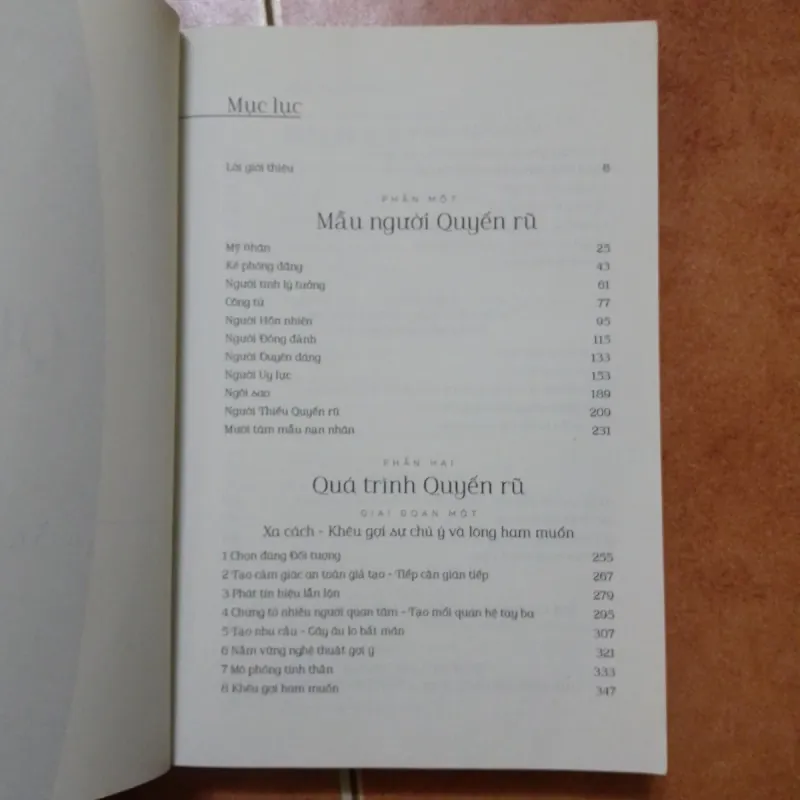 Mục lục
Lời giới thiệu 8
PHẦN MỘT
Mẫu người Quyến rũ
Mỹ nhân 25
Kẻ phóng đãng 43
Người tình lý tưởng 61
Công tử 77
Người Hồn nhiên 95
Người Đỏng đảnh 115
Người Duyên dáng 133
Người Uy lực 153
Ngôi sao 189
Người Thiếu Quyến rũ 209
Mười tám mẫu nạn nhân 231
PHẦN HAI
Quá trình Quyến rũ
GIAI ĐOẠN MỘT
Xa cách - Khêu gợi sự chú ý và lòng ham muốn
1 Chọn đúng Đối tượng 255
2 Tạo cảm giác an toàn giả tạo - Tiếp cận gián tiếp 267
3 Phát tín hiệu lẫn lộn 279
4 Chứng tỏ nhiều người quan tâm - Tạo mối quan hệ tay ba 295
5 Tạo nhu cầu - Gây âu lo bất mãn 307
6 Nắm vững nghệ thuật gợi ý 321
7 Mô phỏng tinh thần 333
8 Khêu gợi ham muốn 347